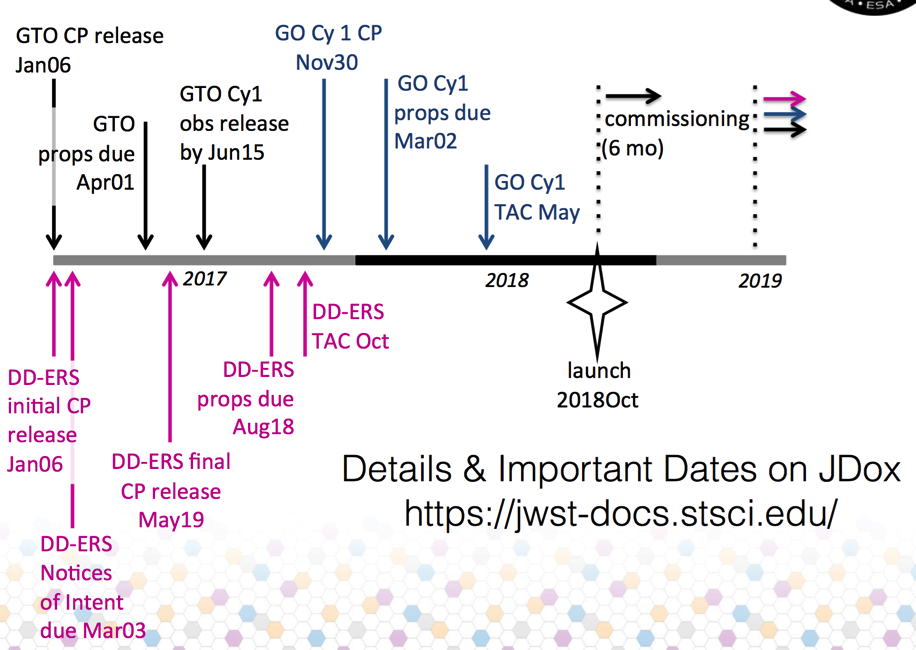 ESA
GTO CP release
Jan06
GTO
props due
Apr01
GTO Cy1
obs release
by Jun15
GO Cy 1 CP
Nov30
GO Cy1
props due
Mar02
GO Cy1
TAC May
commissioning
(6 mo)
2017
2018
2019
DD-ERS
initial CP
release
Jan06
DD-ERS
Notices
of Intent
due Mar03
DD-ERS final
CP release
May19
DD-ERS
props due
Aug18
DD-ERS
TAC Oct
launch
2018Oct
Details & Important Dates on JDox
https://jwst-docs.stsci.edu/